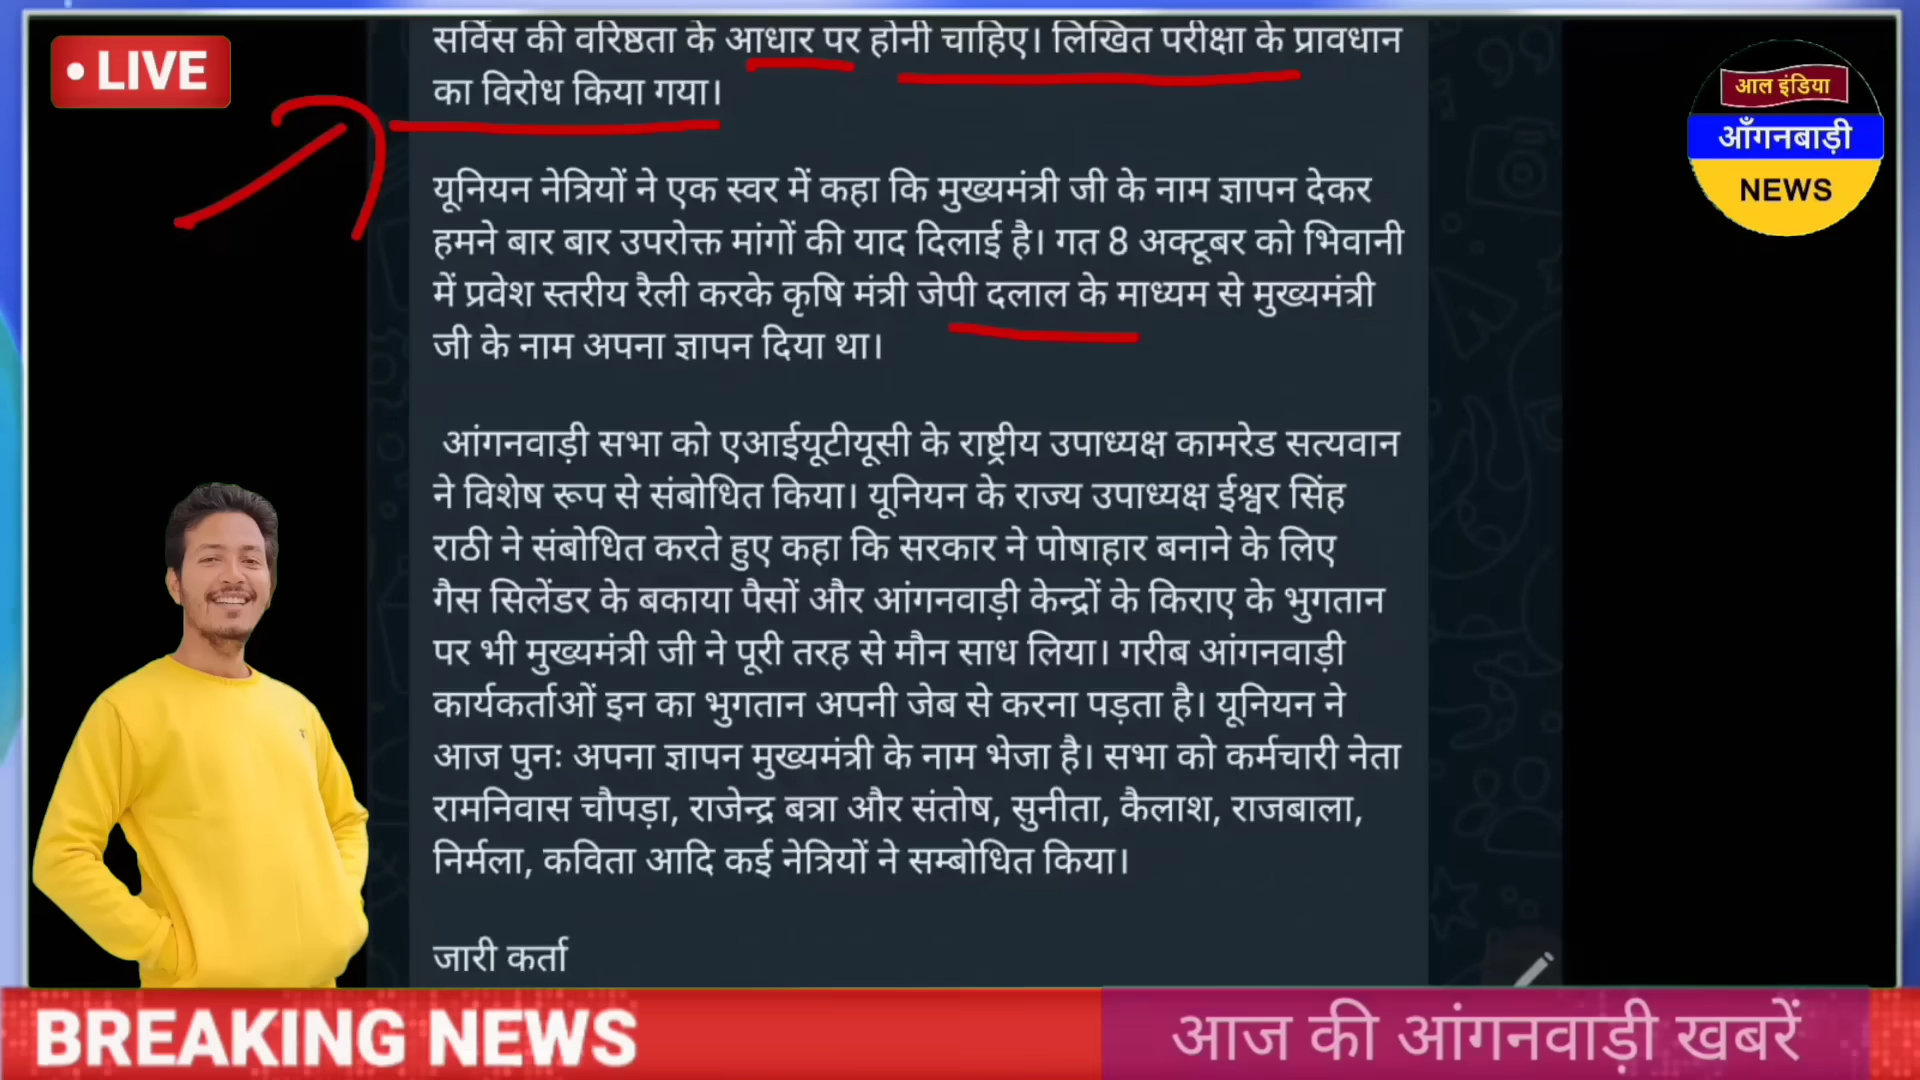 • LIVE
सर्विस की वरिष्ठता के आधार पर होनी चाहिए। लिखित परीक्षा के प्रावधान
का विरोध किया गया।
यूनियन नेत्रियों ने एक स्वर में कहा कि मुख्यमंत्री जी के नाम ज्ञापन देकर
हमने बार बार उपरोक्त मांगों की याद दिलाई है। गत 8 अक्टूबर को भिवानी
में प्रवेश स्तरीय रैली करके कृषि मंत्री जेपी दलाल के माध्यम से मुख्यमंत्री
जी के नाम अपना ज्ञापन दिया था।
आंगनवाड़ी सभा को एआईयूटीयूसी के राष्ट्रीय उपाध्यक्ष कामरेड सत्यवान
ने विशेष रूप से संबोधित किया। यूनियन के राज्य उपाध्यक्ष ईश्वर सिंह
राठी ने संबोधित करते हुए कहा कि सरकार ने पोषाहार बनाने के लिए
गैस सिलेंडर के बकाया पैसों और आंगनवाड़ी केन्द्रों के किराए के भुगतान
पर भी मुख्यमंत्री जी ने पूरी तरह से मौन साध लिया। गरीब आंगनवाड़ी
कार्यकर्ताओं इन का भुगतान अपनी जेब से करना पड़ता है। यूनियन ने
आज पुनः अपना ज्ञापन मुख्यमंत्री के नाम भेजा है। सभा को कर्मचारी नेता
रामनिवास चौपड़ा, राजेन्द्र बत्रा और संतोष, सुनीता, कैलाश, राजबाला,
निर्मला, कविता आदि कई नेत्रियों ने सम्बोधित किया।
जारी कर्ता
आल इंडिया
आँगनबाड़ी
NEWS
BREAKING NEWS
आज की आंगनवाड़ी खबरें